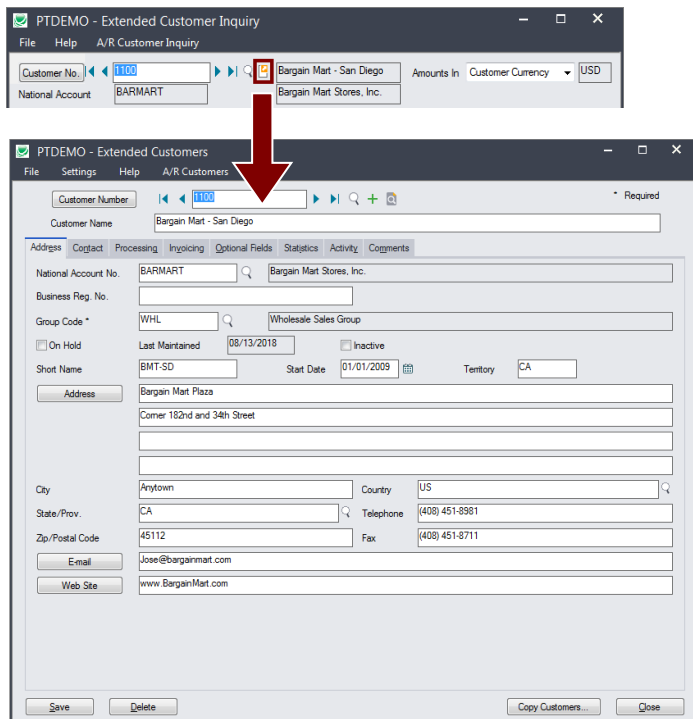 PTDEMO - Extended Customer Inquiry
File Help A/R Customer Inquiry
Customer No. 1100 Bargain Mart - San Diego Amounts In Customer Currency USD
National Account BARMART Bargain Mart Stores, Inc.
PTDEMO - Extended Customers
File Settings Help A/R Customers
Customer Number 1100 * Required
Customer Name Bargain Mart - San Diego
Address Contact Processing Invoicing Optional Fields Statistics Activity Comments
National Account No. BARMART Bargain Mart Stores, Inc.
Business Reg. No.
Group Code * WHL Wholesale Sales Group
On Hold Last Maintained 08/13/2018 Inactive
Short Name BMT-SD Start Date 01/01/2009 Territory CA
Address Bargain Mart Plaza
Corner 182nd and 34th Street
City Anytown Country US
State/Prov. CA Telephone (408) 451-8981
Zip/Postal Code 45112 Fax (408) 451-8711
E-mail Jose@bargainmart.com
Web Site www.BargainMart.com
Save Delete Copy Customers... Close